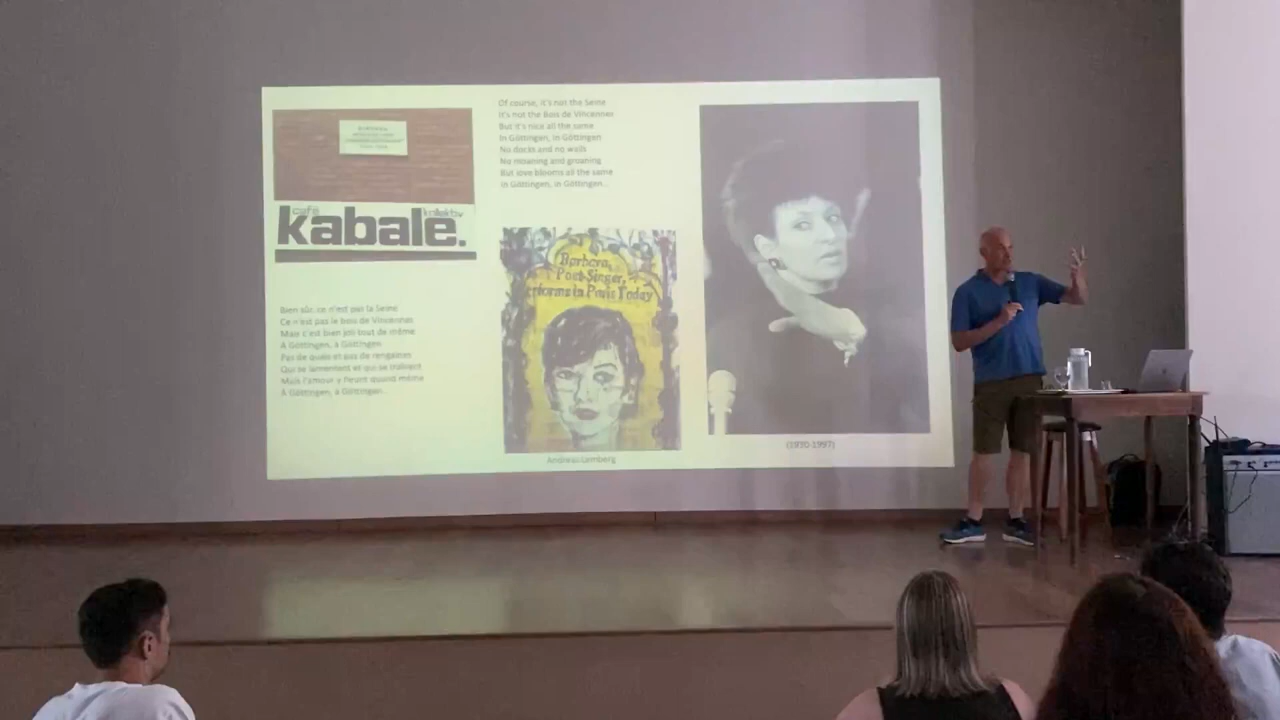 café kollektiv
kabale.
Bien sûr, ce n'est pas la Seine
Ce n'est pas le bois de Vincennes
Mais c'est bien joli tout de même
À Göttingen, à Göttingen
Pas de quais et pas de rengaines
Qui se lamentent et qui se traînent
Mais l'amour y fleurit quand même
À Göttingen, à Göttingen...
Of course, it's not the Seine
It's not the Bois de Vincennes
But it's nice all the same
In Göttingen, in Göttingen
No docks and no walls
No moaning and groaning
But love blooms all the same
In Göttingen, in Göttingen...
Barbara,
Poet-Singer,
Performs in Paris Today
Andreas Lemberg
(1930-1997)